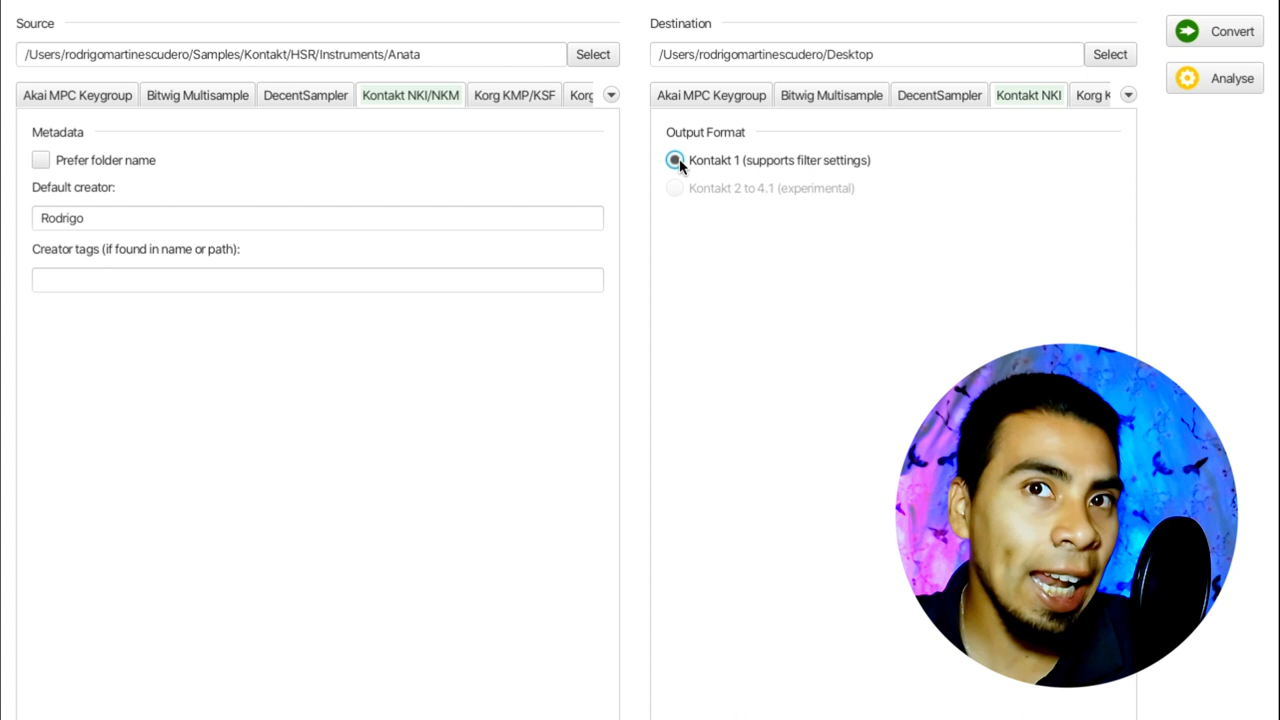 Source
/Users/rodrigomartinescudero/Samples/Kontakt/HSR/Instruments/Anata
Select
Akai MPC Keygroup
Bitwig Multisample
DecentSampler
Kontakt NKI/NKM
Korg KMP/KSF
Korg
Metadata
Prefer folder name
Default creator:
Rodrigo
Creator tags (if found in name or path):
Destination
/Users/rodrigomartinescudero/Desktop
Select
Akai MPC Keygroup
Bitwig Multisample
DecentSampler
Kontakt NKI
Korg K
Output Format
Kontakt 1 (supports filter settings)
Kontakt 2 to 4.1 (experimental)
Convert
Analyse